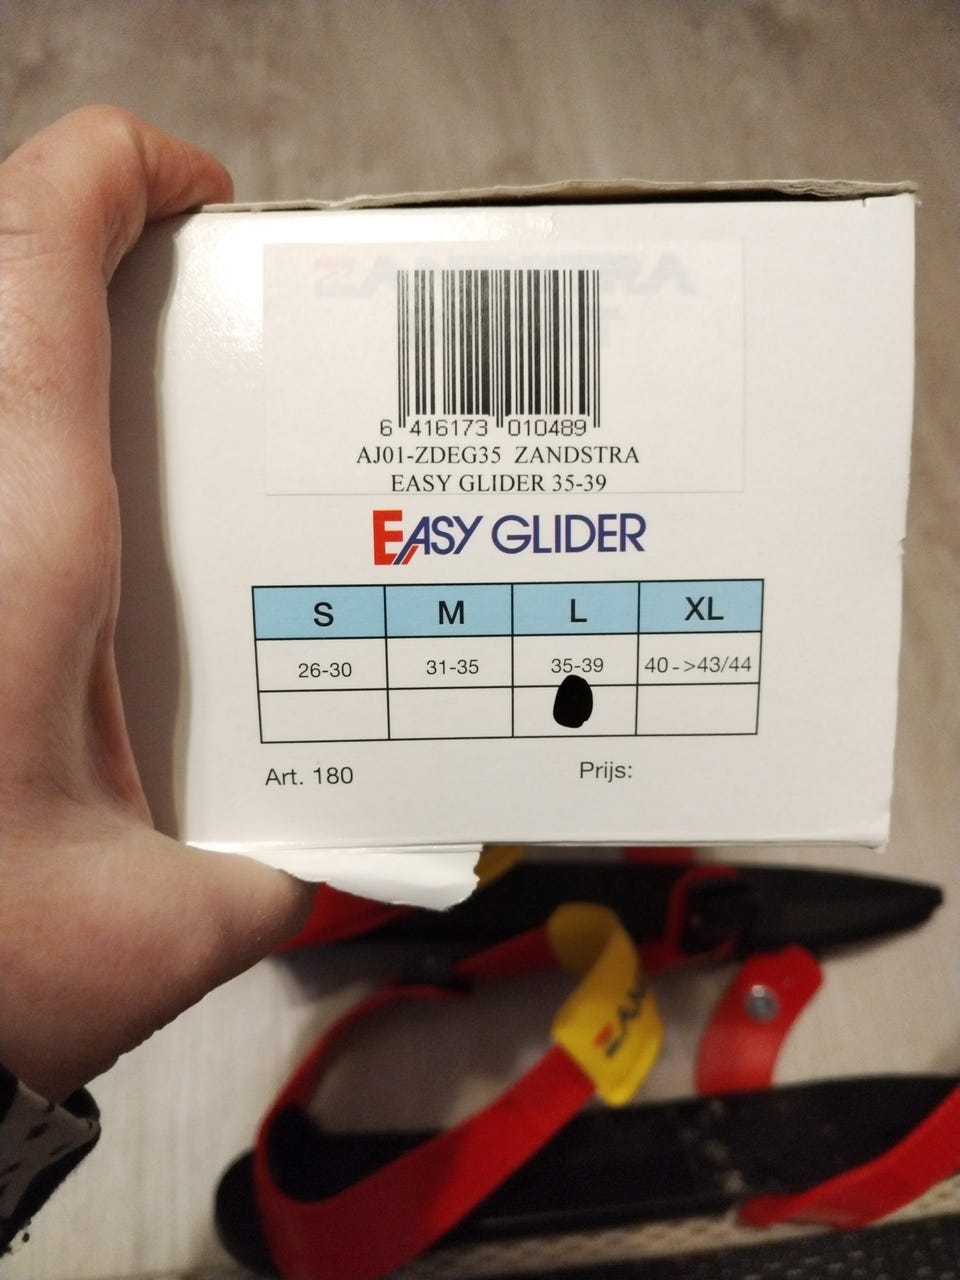 6 416173 010489
AJ01-ZDEG35 ZANDSTRA
EASY GLIDER 35-39
EASY GLIDER
S M L XL
26-30 31-35 35-39 40->43/44
Art. 180 Prijs: